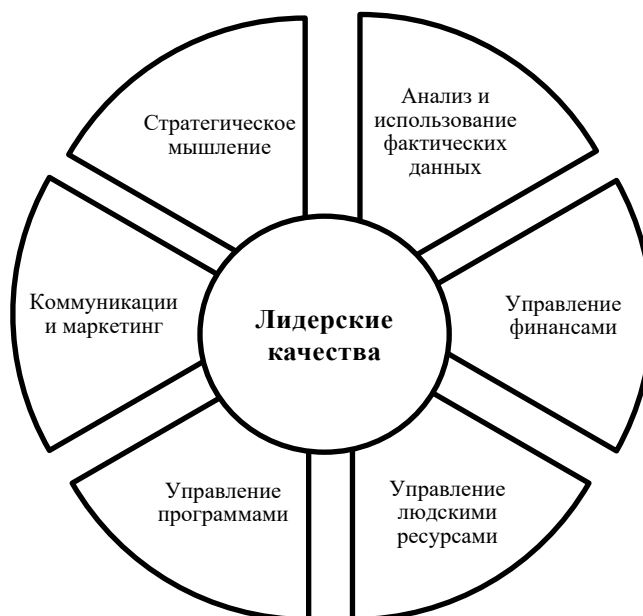 Стратегическое
мышление
Анализ и
использование
фактических
данных
Коммуникации
и маркетинг
Лидерские
качества
Управление
финансами
Управление
программами
Управление
людскими
ресурсами